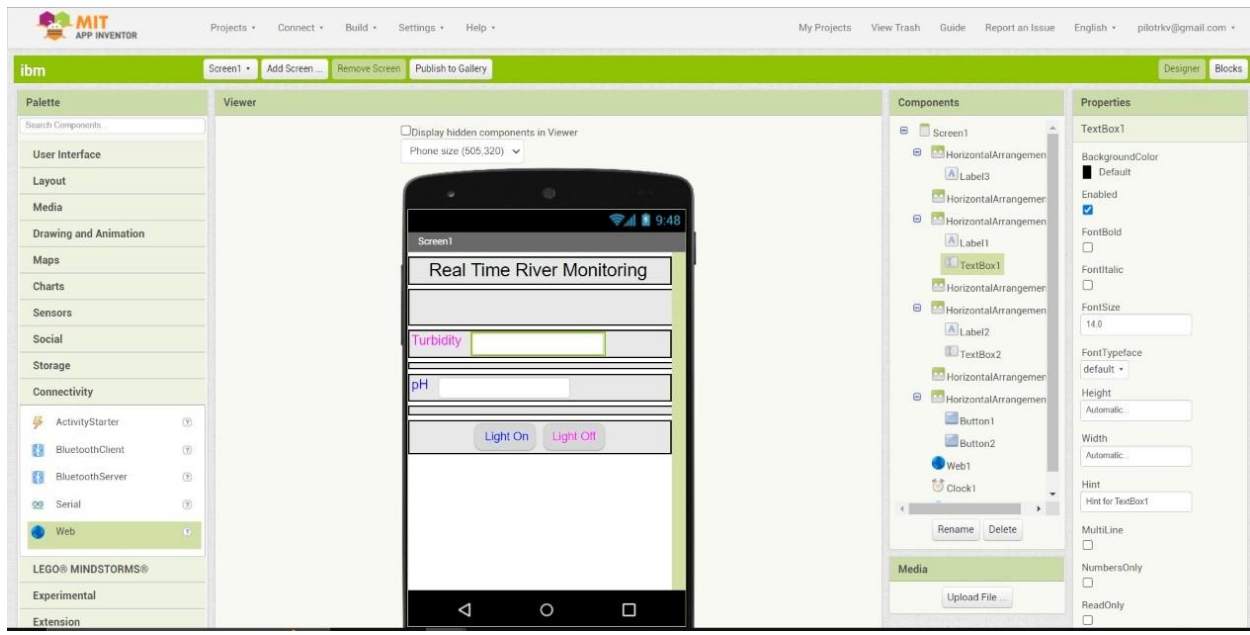 MIT
APP INVENTOR
Projects Connect Build Settings Help My Projects View Trash Guide Report an Issue English pilotrkv@gmail.com
ibm Screen1 Add Screen ... Remove Screen Publish to Gallery Designer Blocks
Palette
Search Components...
User Interface
Layout
Media
Drawing and Animation
Maps
Charts
Sensors
Social
Storage
Connectivity
ActivityStarter
BluetoothClient
BluetoothServer
Serial
Web
LEGO® MINDSTORMS®
Experimental
Extension
Viewer
Display hidden components in Viewer
Phone size (505,320)
9:48
Screen1
Real Time River Monitoring
Turbidity
pH
Light On Light Off
Components
Screen1
HorizontalArrangemen
Label3
HorizontalArrangemen
HorizontalArrangemen
Label1
TextBox1
HorizontalArrangemen
HorizontalArrangemen
Label2
TextBox2
HorizontalArrangemen
HorizontalArrangemen
Button1
Button2
Web1
Clock1
Rename Delete
Media
Upload File ...
Properties
TextBox1
BackgroundColor
Default
Enabled
FontBold
FontItalic
FontSize
14.0
FontTypeface
default
Height
Automatic...
Width
Automatic...
Hint
Hint for TextBox1
MultiLine
NumbersOnly
ReadOnly